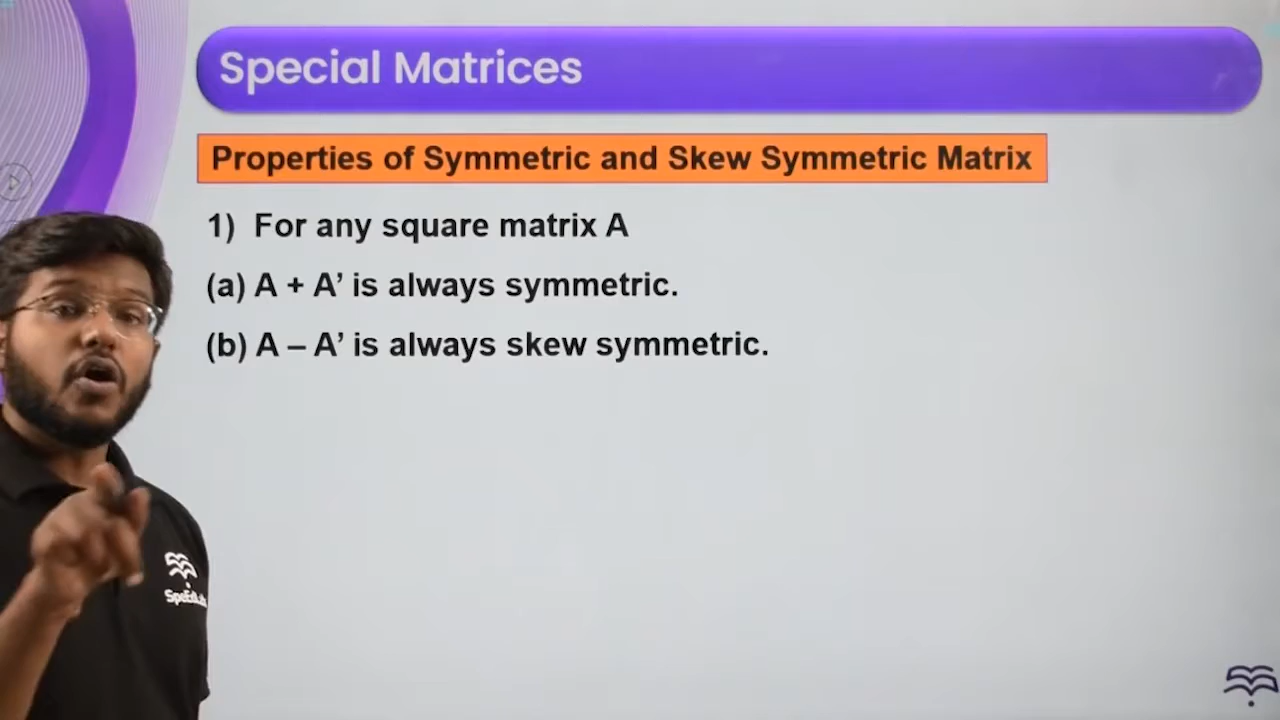 Special Matrices
Properties of Symmetric and Skew Symmetric Matrix
1) For any square matrix A
(a) A + A’ is always symmetric.
(b) A – A’ is always skew symmetric.